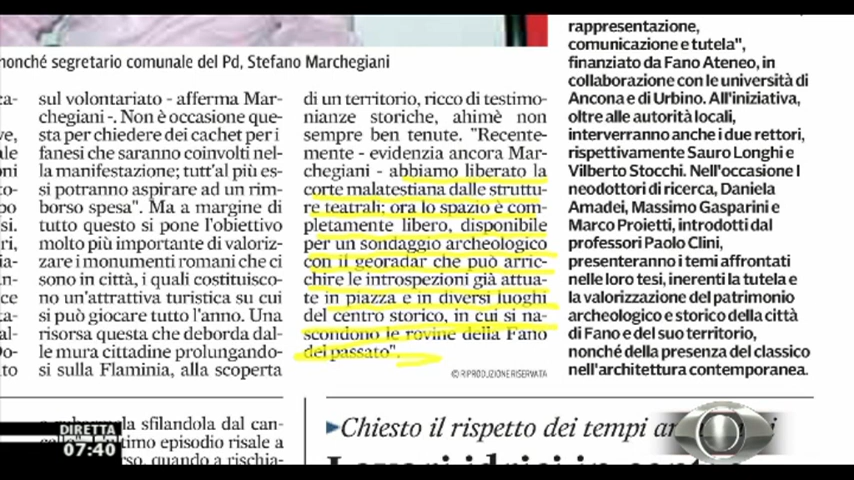 nonché segretario comunale del Pd, Stefano Marchegiani
sul volontariato - afferma Mar-
chegiani -. Non è occasione que-
sta per chiedere dei cachet per i
fanesi che saranno coinvolti nel-
la manifestazione; tutt'al più es-
si potranno aspirare ad un rim-
borso spesa". Ma a margine di
tutto questo si pone l'obiettivo
molto più importante di valoriz-
zare i monumenti romani che ci
sono in città, i quali costituisco-
no un'attrattiva turistica su cui
si può giocare tutto l'anno. Una
risorsa questa che deborda dal-
le mura cittadine prolungando-
si sulla Flaminia, alla scoperta
di un territorio, ricco di testimo-
nianze storiche, ahimè non
sempre ben tenute. "Recente-
mente - evidenzia ancora Mar-
chegiani - abbiamo liberato la
corte malatestiana dalle struttu-
re teatrali: ora lo spazio è com-
pletamente libero, disponibile
per un sondaggio archeologico
con il georadar che può arric-
chire le introspezioni già attua-
te in piazza e in diversi luoghi
del centro storico, in cui si na-
scondono le rovine della Fano
del passato".
© RIPRODUZIONE RISERVATA
rappresentazione,
comunicazione e tutela",
finanziato da Fano Ateneo, in
collaborazione con le università di
Ancona e di Urbino. All'iniziativa,
oltre alle autorità locali,
interverranno anche i due rettori,
rispettivamente Sauro Longhi e
Vilberto Stocchi. Nell'occasione i
neodottori di ricerca, Daniela
Amadei, Massimo Gasparini e
Marco Proietti, introdotti dal
professori Paolo Clini,
presenteranno i temi affrontati
nelle loro tesi, inerenti la tutela e
la valorizzazione del patrimonio
archeologico e storico della città
di Fano e del suo territorio,
nonché della presenza del classico
nell'architettura contemporanea.
sfilandola dal can-
timo episodio risale a
quando a rischia-
Chiesto il rispetto dei tempi
DIRETTA
07:40